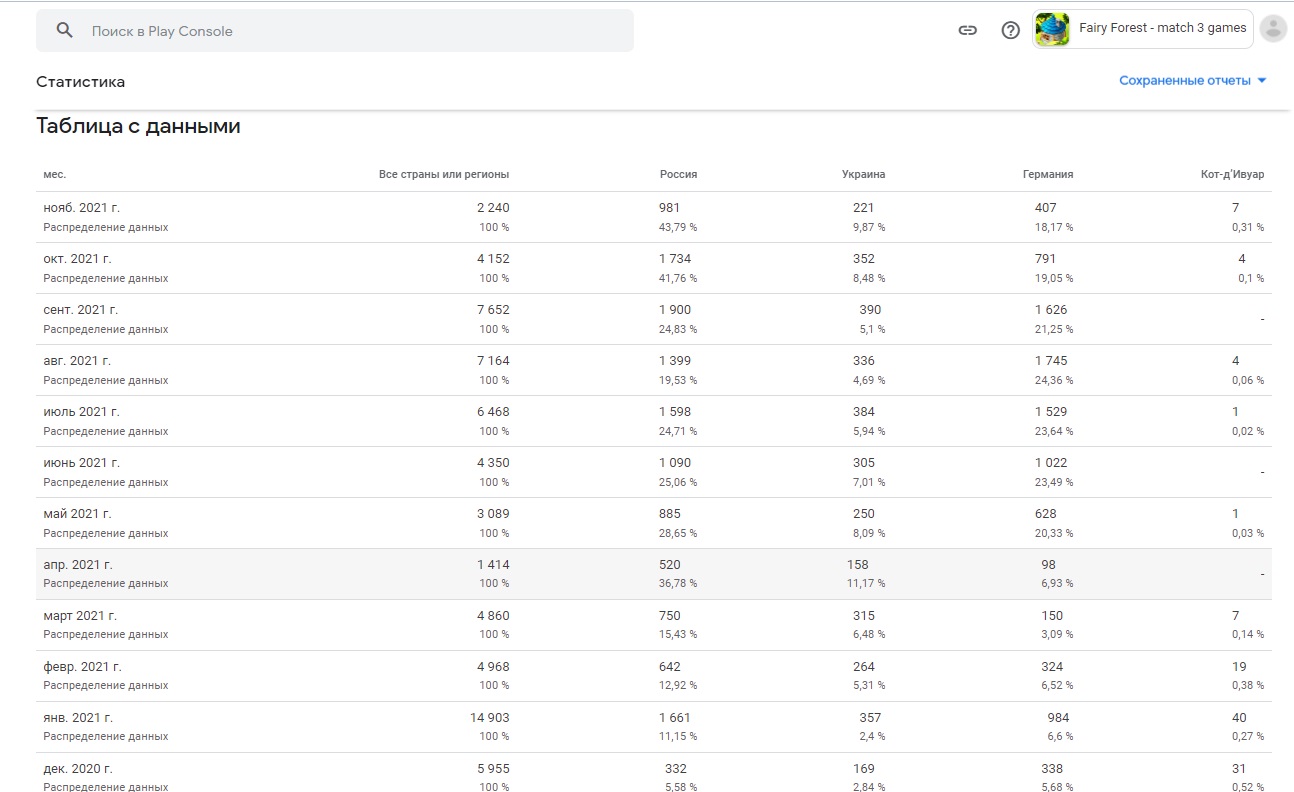 Поиск в Play Console
Fairy Forest - match 3 games
Статистика
Сохраненные отчеты
Таблица с данными
мес. Все страны или регионы Россия Украина Германия Кот-д'Ивуар
нояб. 2021 г. 2 240 981 221 407 7
Распределение данных 100 % 43,79 % 9,87 % 18,17 % 0,31 %
окт. 2021 г. 4 152 1 734 352 791 4
Распределение данных 100 % 41,76 % 8,48 % 19,05 % 0,1 %
сент. 2021 г. 7 652 1 900 390 1 626 -
Распределение данных 100 % 24,83 % 5,1 % 21,25 %
авг. 2021 г. 7 164 1 399 336 1 745 4
Распределение данных 100 % 19,53 % 4,69 % 24,36 % 0,06 %
июль 2021 г. 6 468 1 598 384 1 529 1
Распределение данных 100 % 24,71 % 5,94 % 23,64 % 0,02 %
июнь 2021 г. 4 350 1 090 305 1 022 -
Распределение данных 100 % 25,06 % 7,01 % 23,49 %
май 2021 г. 3 089 885 250 628 1
Распределение данных 100 % 28,65 % 8,09 % 20,33 % 0,03 %
апр. 2021 г. 1 414 520 158 98 -
Распределение данных 100 % 36,78 % 11,17 % 6,93 %
март 2021 г. 4 860 750 315 150 7
Распределение данных 100 % 15,43 % 6,48 % 3,09 % 0,14 %
февр. 2021 г. 4 968 642 264 324 19
Распределение данных 100 % 12,92 % 5,31 % 6,52 % 0,38 %
янв. 2021 г. 14 903 1 661 357 984 40
Распределение данных 100 % 11,15 % 2,4 % 6,6 % 0,27 %
дек. 2020 г. 5 955 332 169 338 31
Распределение данных 100 % 5,58 % 2,84 % 5,68 % 0,52 %